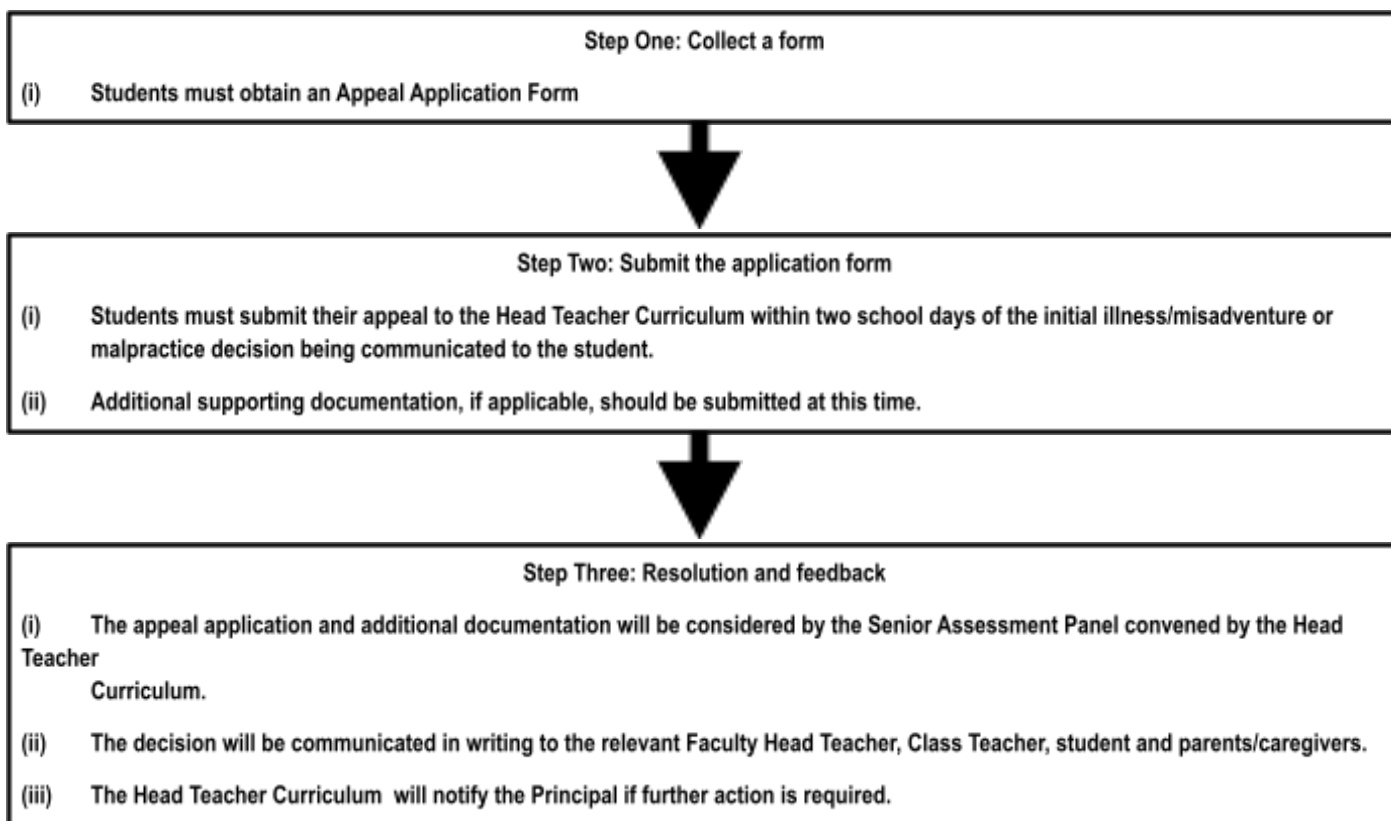 Step One: Collect a form
(i) Students must obtain an Appeal Application Form
Step Two: Submit the application form
(i) Students must submit their appeal to the Head Teacher Curriculum within two school days of the initial illness/misadventure or
malpractice decision being communicated to the student.
(ii) Additional supporting documentation, if applicable, should be submitted at this time.
Step Three: Resolution and feedback
(i) The appeal application and additional documentation will be considered by the Senior Assessment Panel convened by the Head
Teacher
Curriculum.
(ii) The decision will be communicated in writing to the relevant Faculty Head Teacher, Class Teacher, student and parents/caregivers.
(iii) The Head Teacher Curriculum will notify the Principal if further action is required.